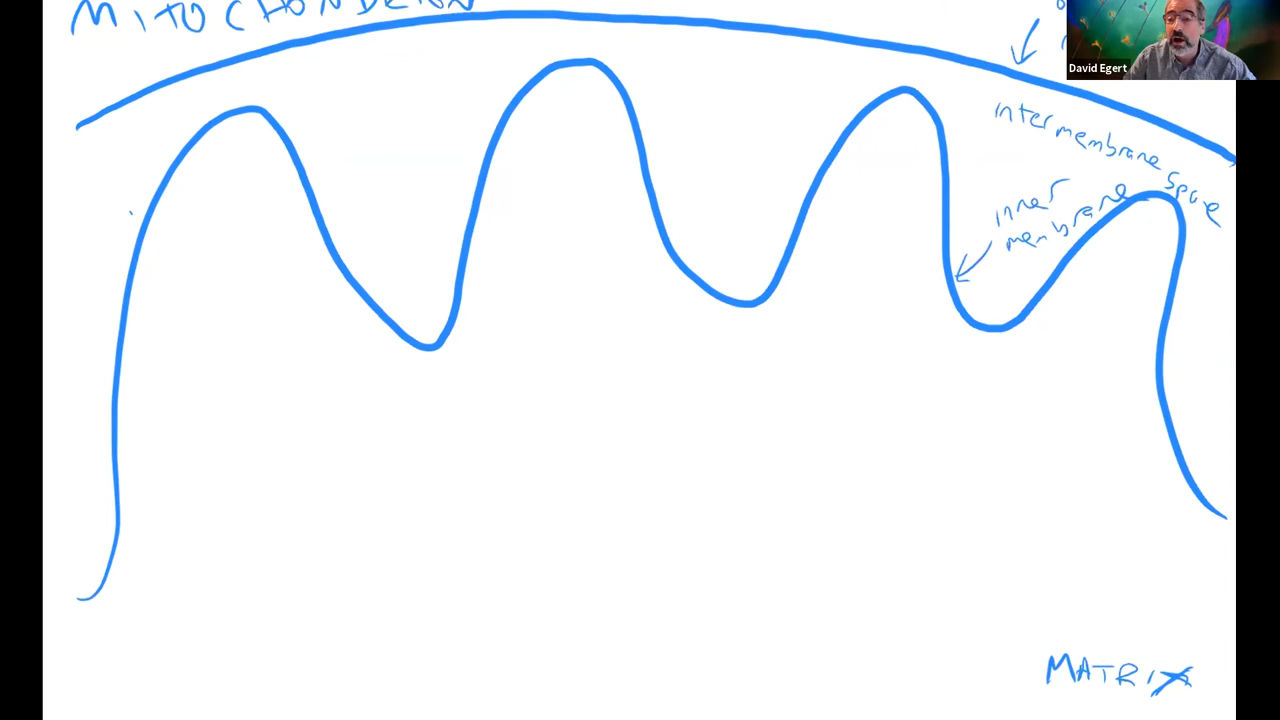 MITOCHONDRION
David Egert
intermembrane space
inner
membrane
MATRIX